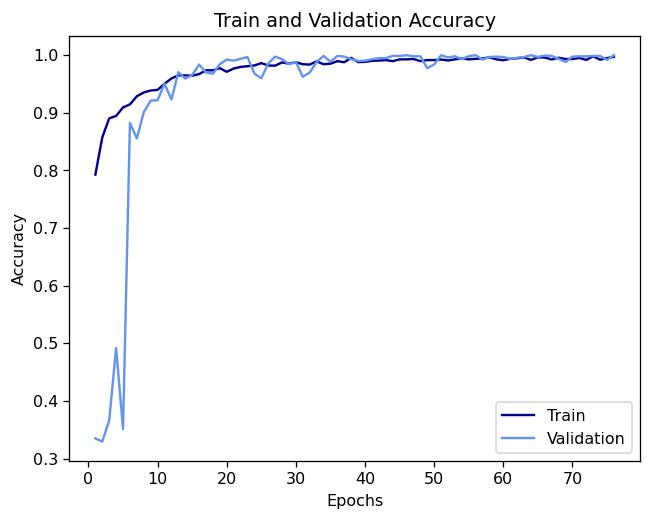 Train and Validation Accuracy
1.0
0.9
0.8
0.7
0.6
0.5
0.4
0.3
Accuracy
Train
Validation
0 10 20 30 40 50 60 70
Epochs